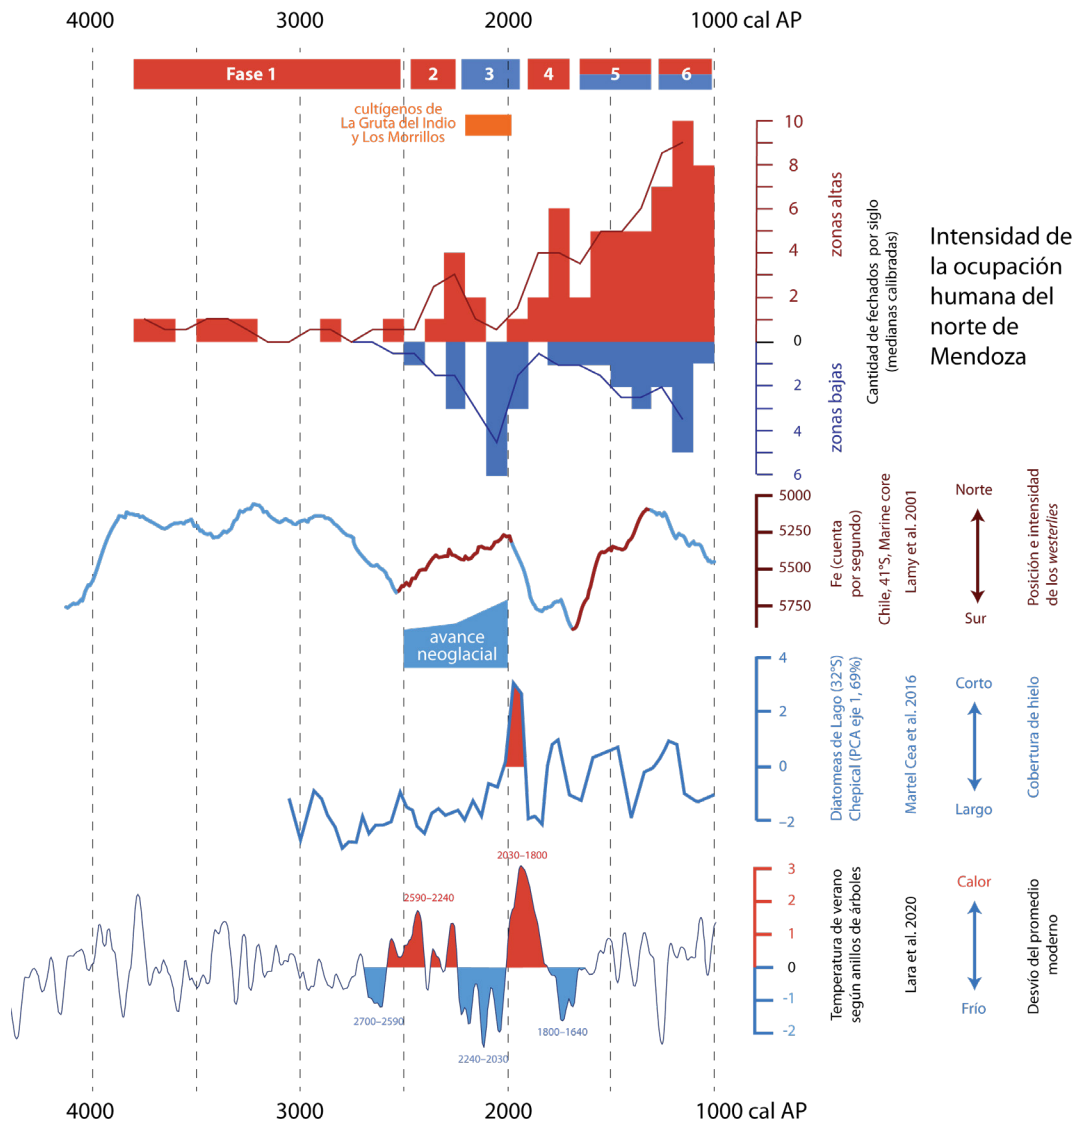 4000 3000 2000 1000 cal AP
Fase 1 2 3 4 5 6
cultígenos de
La Gruta del Indio
y Los Morrillos
10
8
6
4
2
0
2
4
6
zonas altas
zonas bajas
Cantidad de fechados por siglo
(medianas calibradas)
Intensidad de
la ocupación
humana del
norte de
Mendoza
5000
5250
5500
5750
Fe (cuenta
por segundo)
Chile, 41°S, Marine core
Lamy et al. 2001
Norte
Sur
Posición e intensidad
de los westerlies
avance
neoglacial
4
2
0
–2
Diatomeas de Lago (32°S)
Chepical (PCA eje 1, 69%)
Martel Cea et al. 2016
Corto
Largo
Cobertura de hielo
2030–1800
2590–2240
2700–2590
2240–2030
1800–1640
3
2
1
0
-1
-2
Temperatura de verano
según anillos de árboles
Lara et al. 2020
Calor
Frío
Desvío del promedio
moderno
4000 3000 2000 1000 cal AP